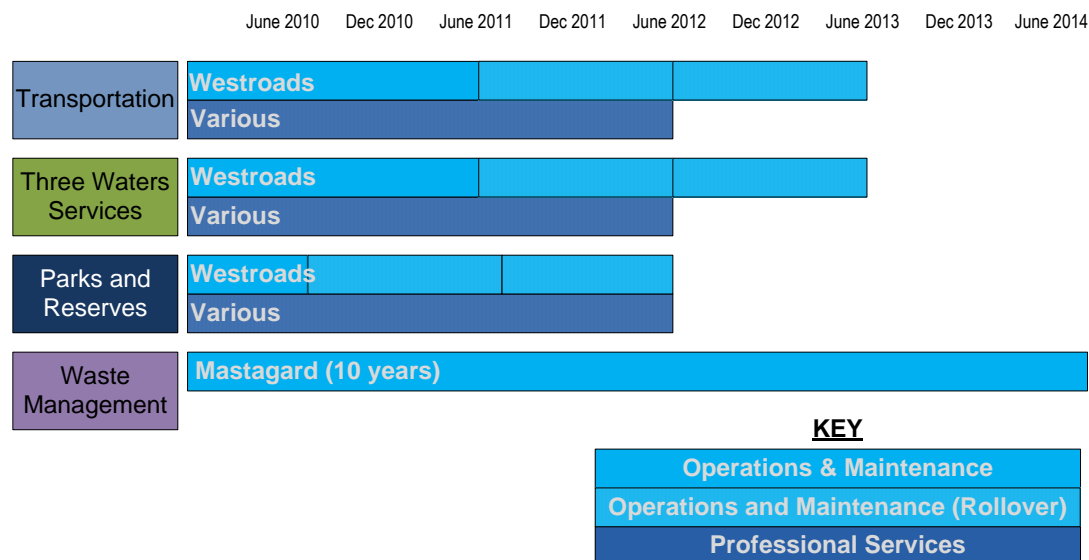 June 2010 Dec 2010 June 2011 Dec 2011 June 2012 Dec 2012 June 2013 Dec 2013 June 2014
Transportation
Westroads
Various
Three Waters
Services
Westroads
Various
Parks and
Reserves
Westroads
Various
Waste
Management
Mastagard (10 years)
KEY
Operations & Maintenance
Operations and Maintenance (Rollover)
Professional Services